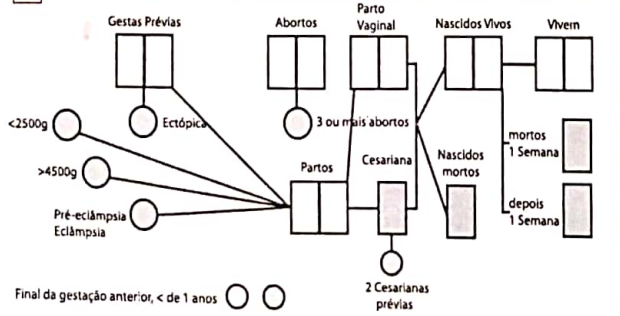 Parto
Vaginal
Gestas Prévias
Abortos
Nascidos Vivos
Vivem
<2500g
Ectópica
3 ou mais abortos
mortos
1 Semana
>4500g
Partos
Cesariana
Nascidos
mortos
depois
1 Semana
Pré-eclâmpsia
Eclâmpsia
Final da gestação anterior, < de 1 anos
2 Cesarianas
prévias